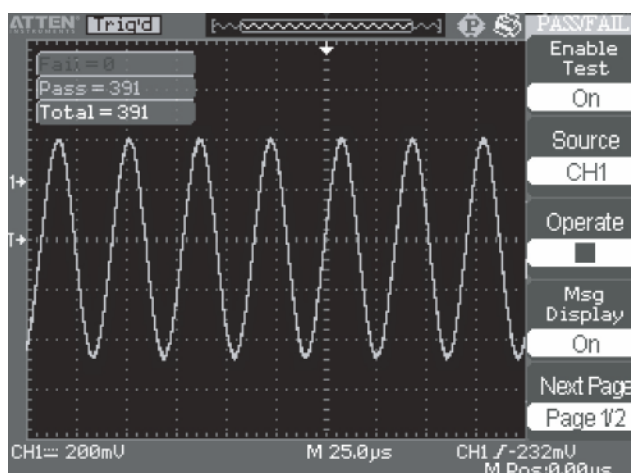 ATTEN
INSTRUMENTS
Trig'd
P
PASS/FAIL
Fail=0
Pass=391
Total=391
Enable
Test
On
Source
CH1
Operate
Msg
Display
On
Next Page
Page 1/2
1
T
CH1 200mV
M 25.0µs
CH1 -232mV
M Pos:0.00µs